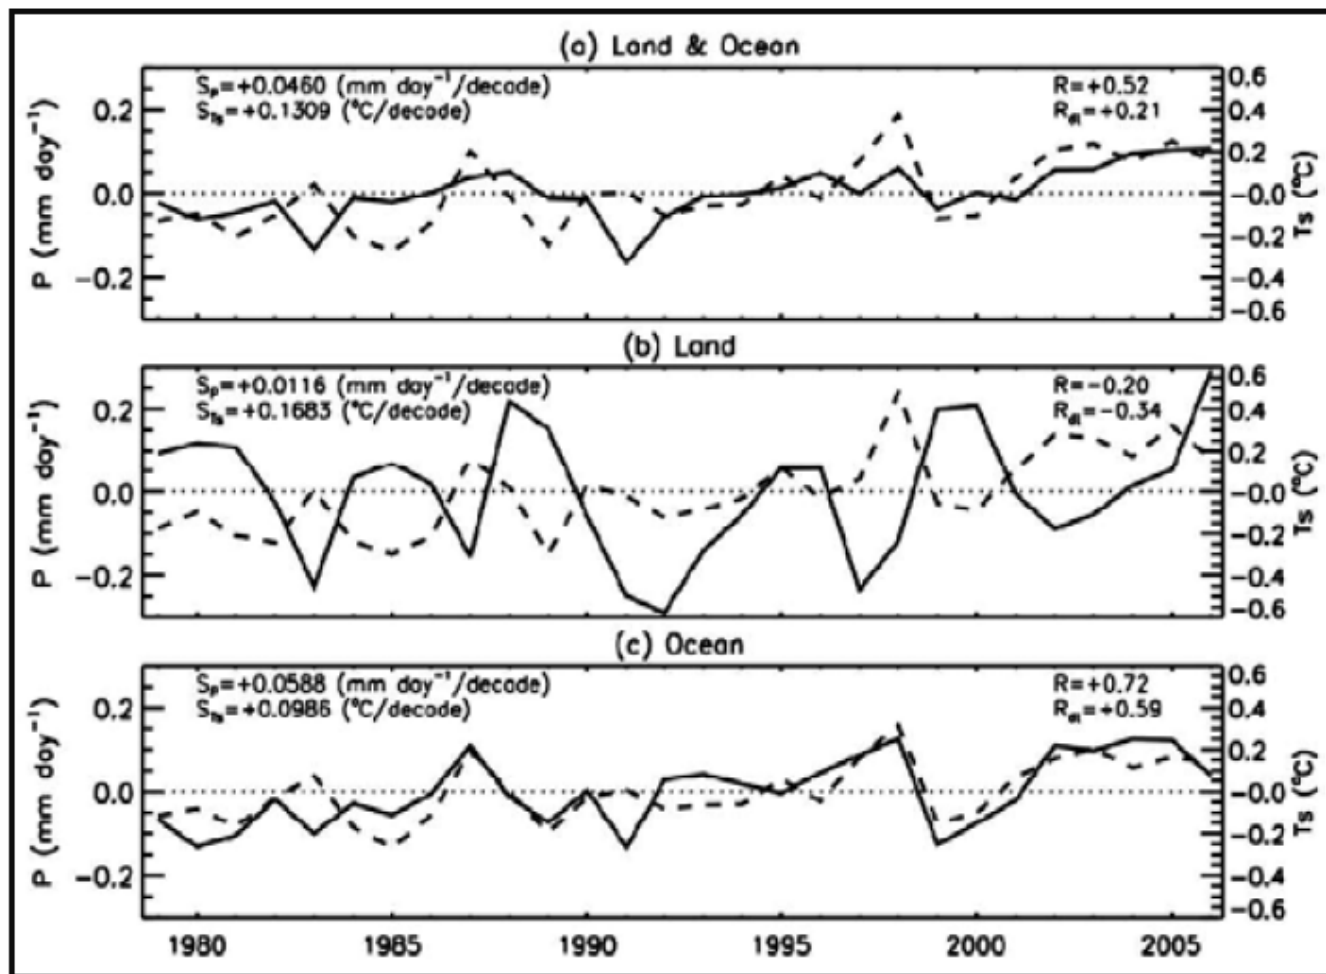 (a) Land & Ocean
S_P=+0.0460 (mm day⁻¹/decade)
S_Ts=+0.1309 (°C/decade)
R=+0.52
R_dt=+0.21
P (mm day⁻¹)
0.2
0.0
−0.2
0.6
0.4
0.2
−0.0
−0.2
−0.4
−0.6
Ts (°C)
(b) Land
S_P=+0.0116 (mm day⁻¹/decade)
S_Ts=+0.1683 (°C/decade)
R=−0.20
R_dt=−0.34
P (mm day⁻¹)
0.2
0.0
−0.2
0.6
0.4
0.2
−0.0
−0.2
−0.4
−0.6
Ts (°C)
(c) Ocean
S_P=+0.0588 (mm day⁻¹/decade)
S_Ts=+0.0986 (°C/decade)
R=+0.72
R_dt=+0.59
P (mm day⁻¹)
0.2
0.0
−0.2
0.6
0.4
0.2
−0.0
−0.2
−0.4
−0.6
Ts (°C)
1980 1985 1990 1995 2000 2005